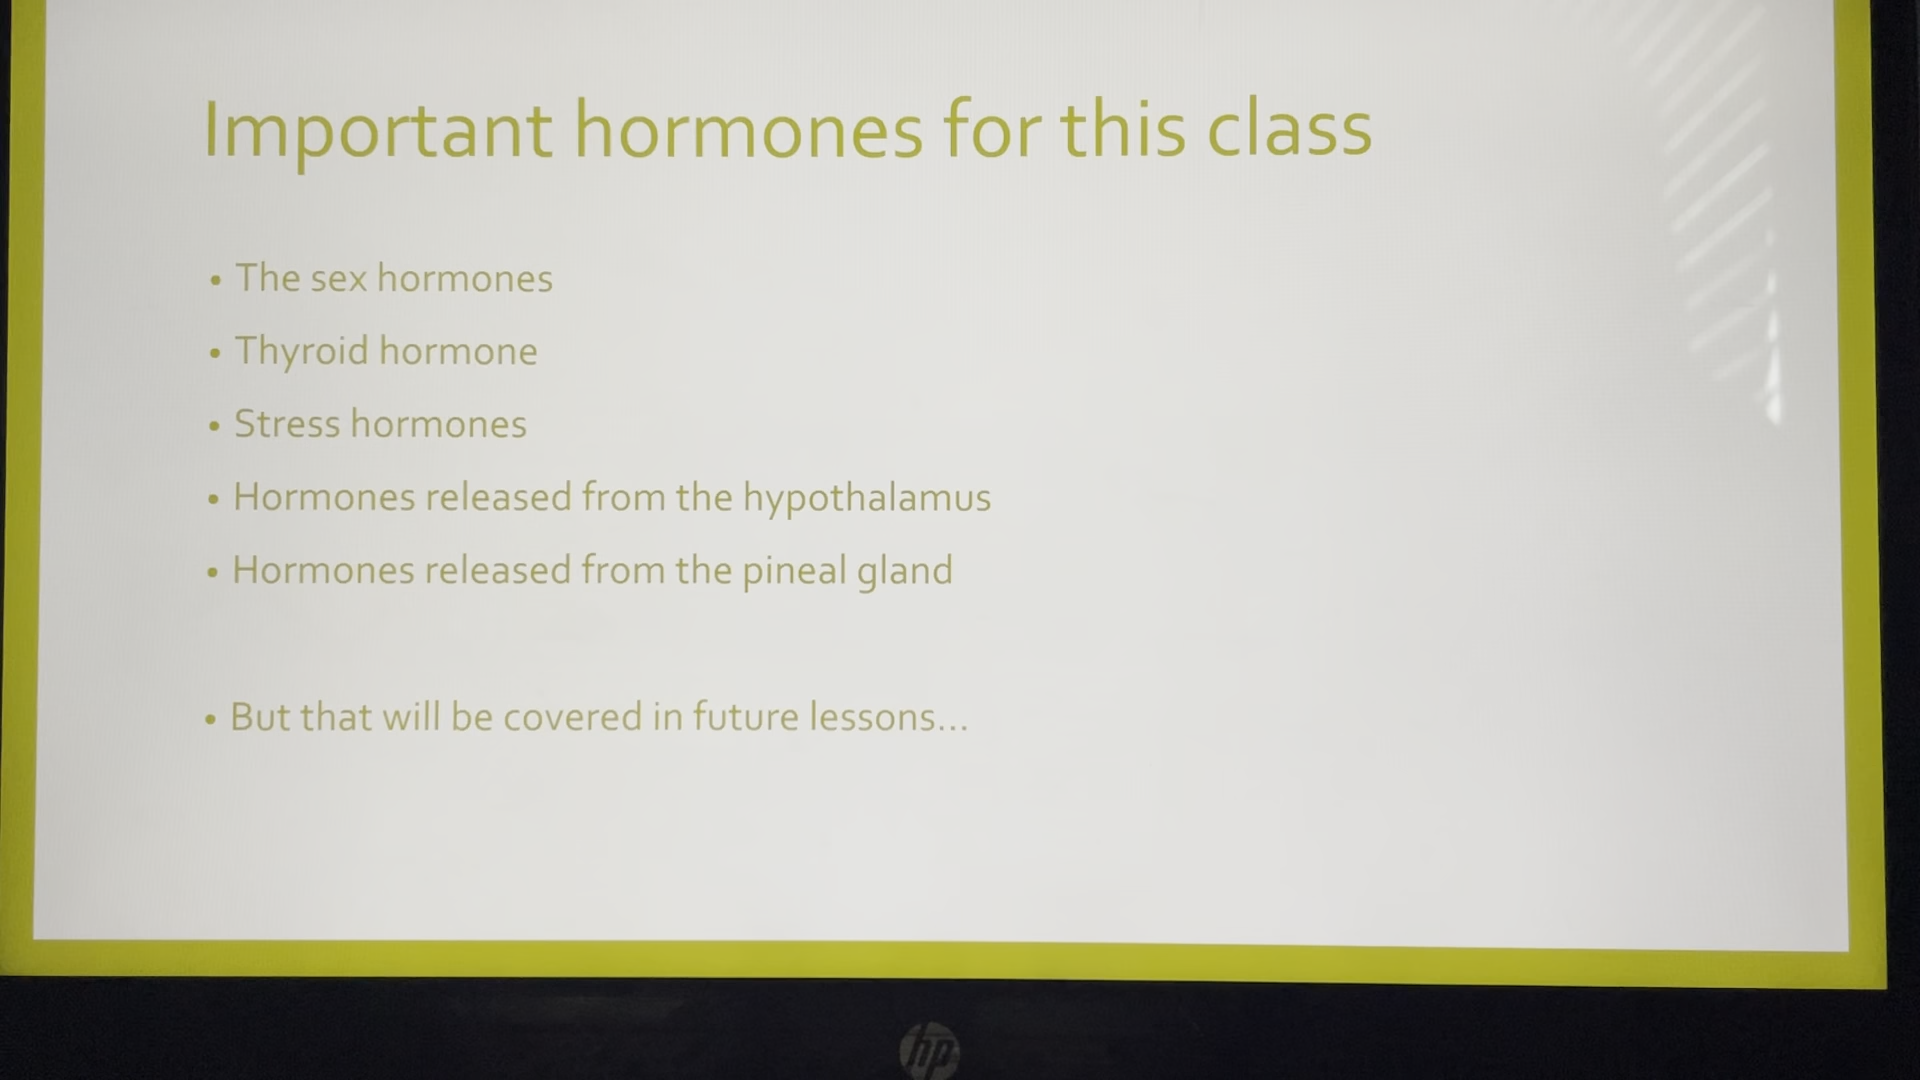 Important hormones for this class
• The sex hormones
• Thyroid hormone
• Stress hormones
• Hormones released from the hypothalamus
• Hormones released from the pineal gland
• But that will be covered in future lessons...
hp